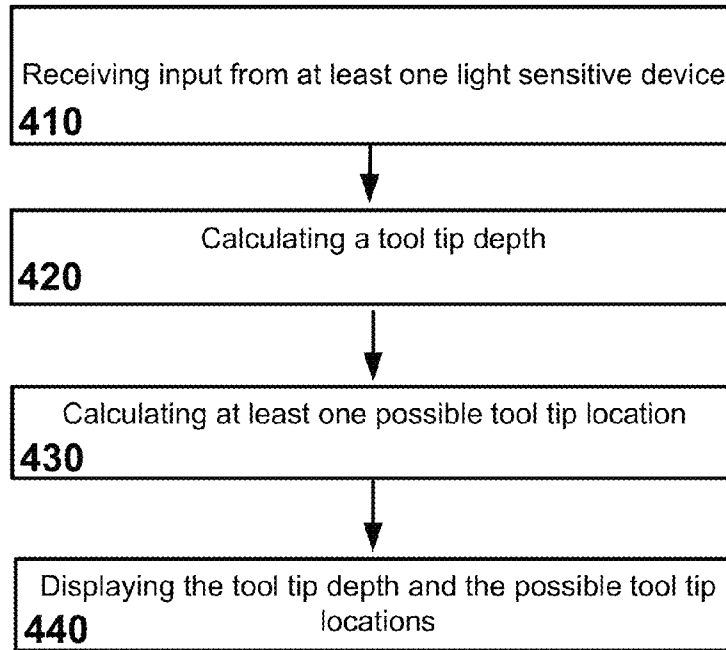 Receiving input from at least one light sensitive device
410
Calculating a tool tip depth
420
Calculating at least one possible tool tip location
430
Displaying the tool tip depth and the possible tool tip
locations
440